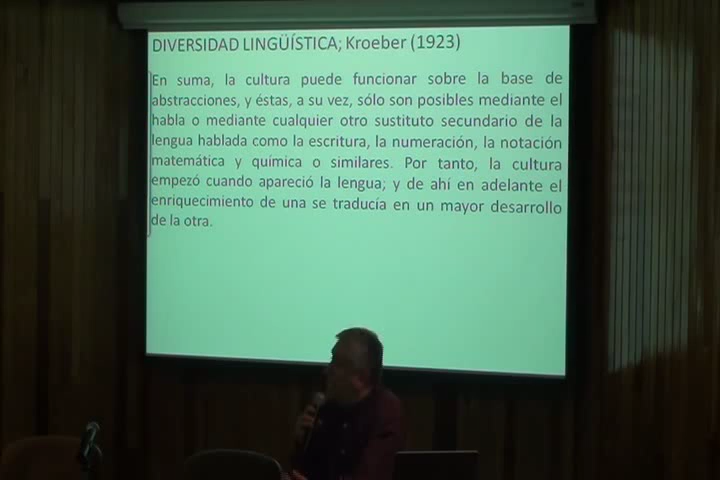 DIVERSIDAD LINGÜÍSTICA; Kroeber (1923)
En suma, la cultura puede funcionar sobre la base de
abstracciones, y éstas, a su vez, sólo son posibles mediante el
habla o mediante cualquier otro sustituto secundario de la
lengua hablada como la escritura, la numeración, la notación
matemática y química o similares. Por tanto, la cultura
empezó cuando apareció la lengua; y de ahí en adelante el
enriquecimiento de una se traducía en un mayor desarrollo
de la otra.